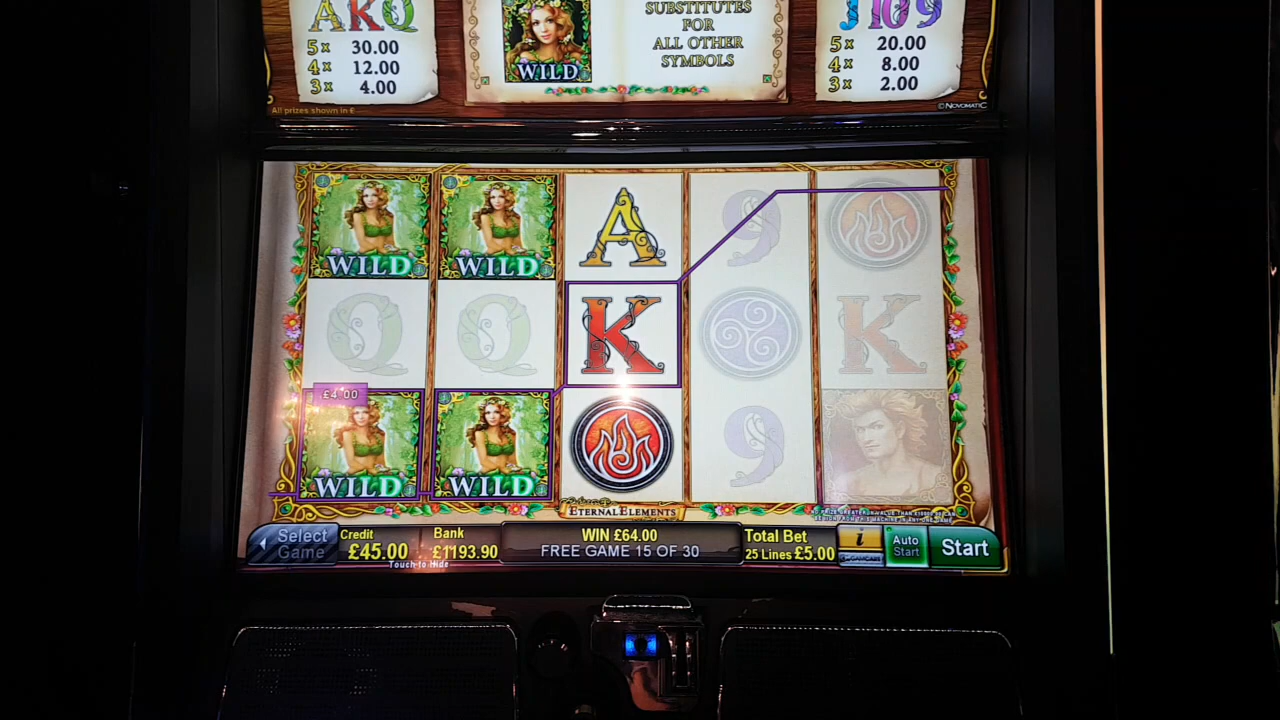 A K Q
5x 30.00
4x 12.00
3x 4.00
All prizes shown in £
WILD
SUBSTITUTES
FOR
ALL OTHER
SYMBOLS
J 10 9
5x 20.00
4x 8.00
3x 2.00
©NOVOMATIC
WILD WILD A 9
Q Q K K
£4.00
WILD WILD 9
ETERNAL ELEMENTS
Select
Game
Credit
£45.00
Bank
£1193.90
Touch to Hide
WIN £64.00
FREE GAME 15 OF 30
Total Bet
25 Lines £5.00
i
Auto
Start
Start